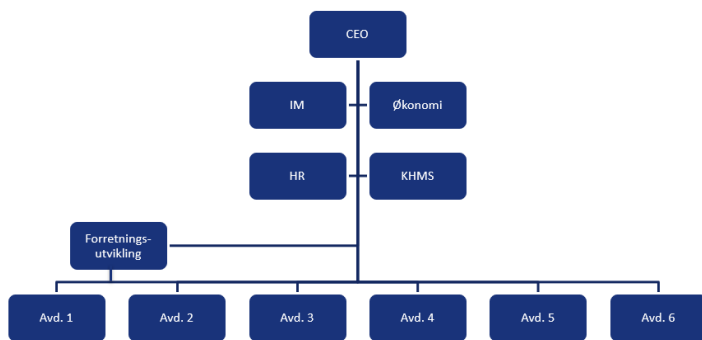 CEO
IM
Økonomi
HR
KHMS
Forretnings-
utvikling
Avd. 1
Avd. 2
Avd. 3
Avd. 4
Avd. 5
Avd. 6